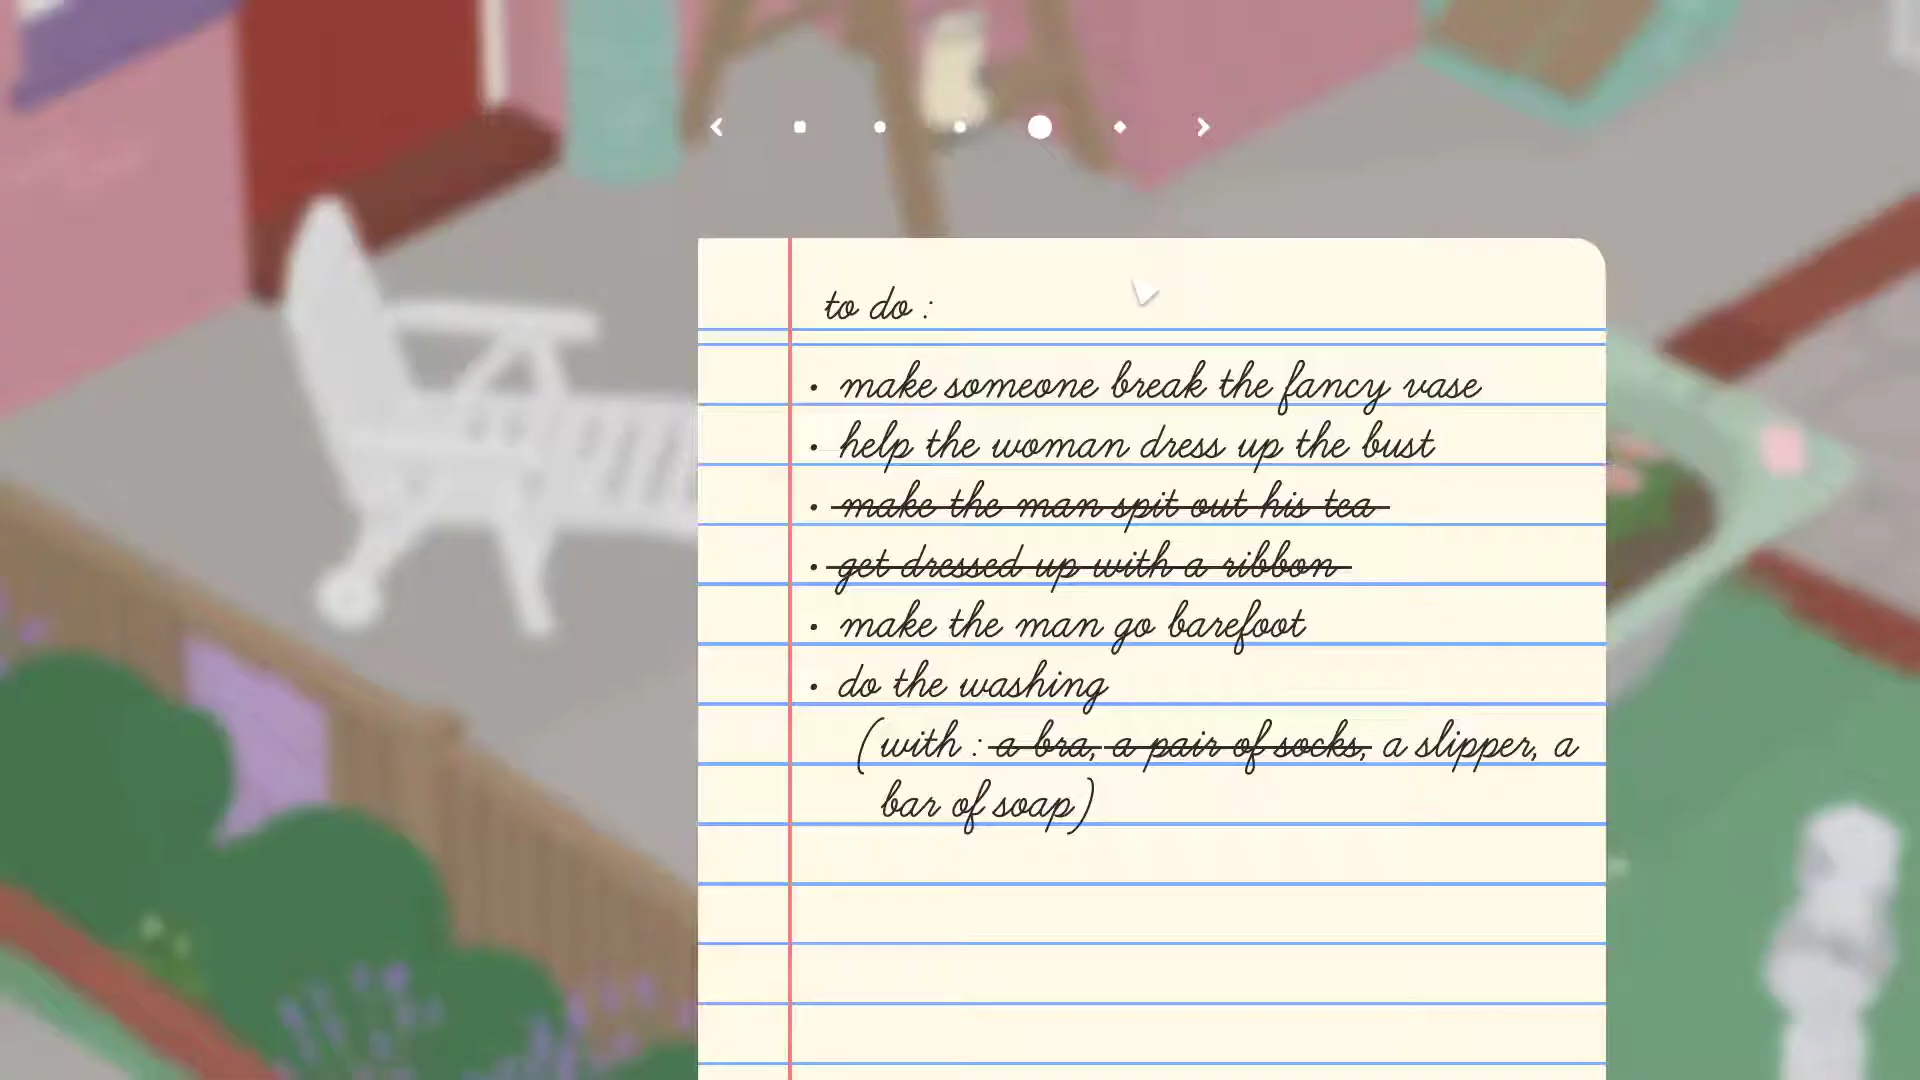 to do :
• make someone break the fancy vase
• help the woman dress up the bust
• make the man spit out his tea
• get dressed up with a ribbon
• make the man go barefoot
• do the washing
(with : a bra, a pair of socks, a slipper, a
bar of soap)